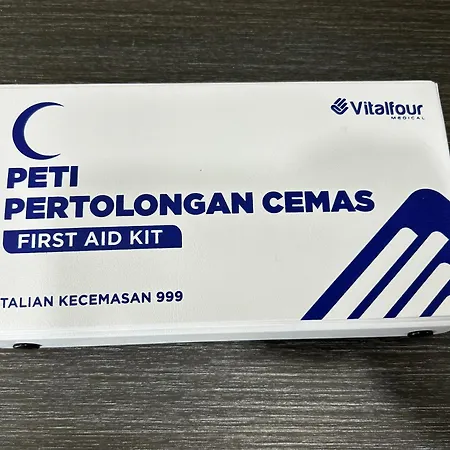 Vitalfour
MEDICAL
PETI
PERTOLONGAN CEMAS
FIRST AID KIT
TALIAN KECEMASAN 999